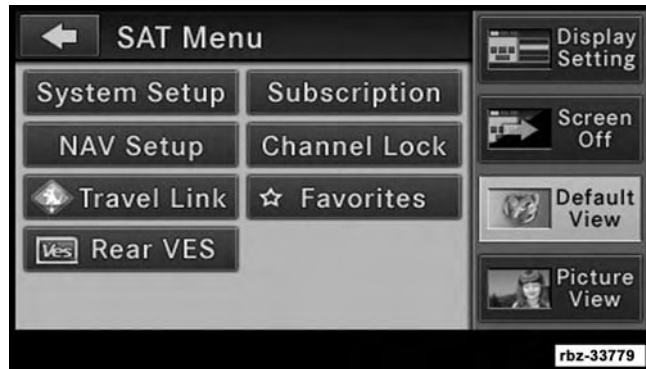 SAT Menu
System Setup
Subscription
NAV Setup
Channel Lock
Travel Link
Favorites
Ves Rear VES
Display
Setting
Screen
Off
Default
View
Picture
View
rbz-33779